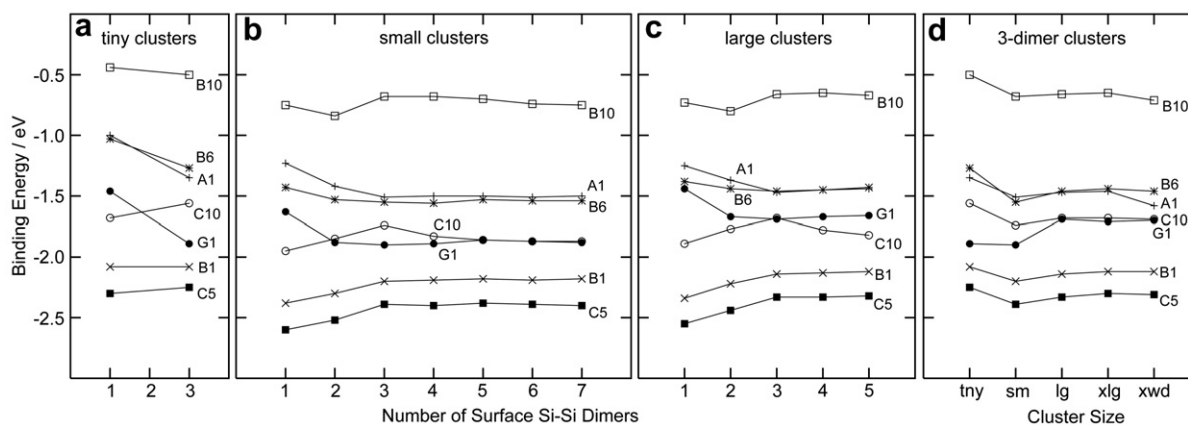 a
tiny clusters
b
small clusters
c
large clusters
d
3-dimer clusters
Binding Energy / eV
-0.5
-1.0
-1.5
-2.0
-2.5
B10
B6
A1
C10
G1
B1
C5
B10
A1
B6
C10
G1
B1
C5
B10
A1
B6
G1
C10
B1
C5
B10
B6
A1
C10
G1
B1
C5
1 2 3
1 2 3 4 5 6 7
1 2 3 4 5
tny sm lg xlg xwd
Number of Surface Si-Si Dimers
Cluster Size